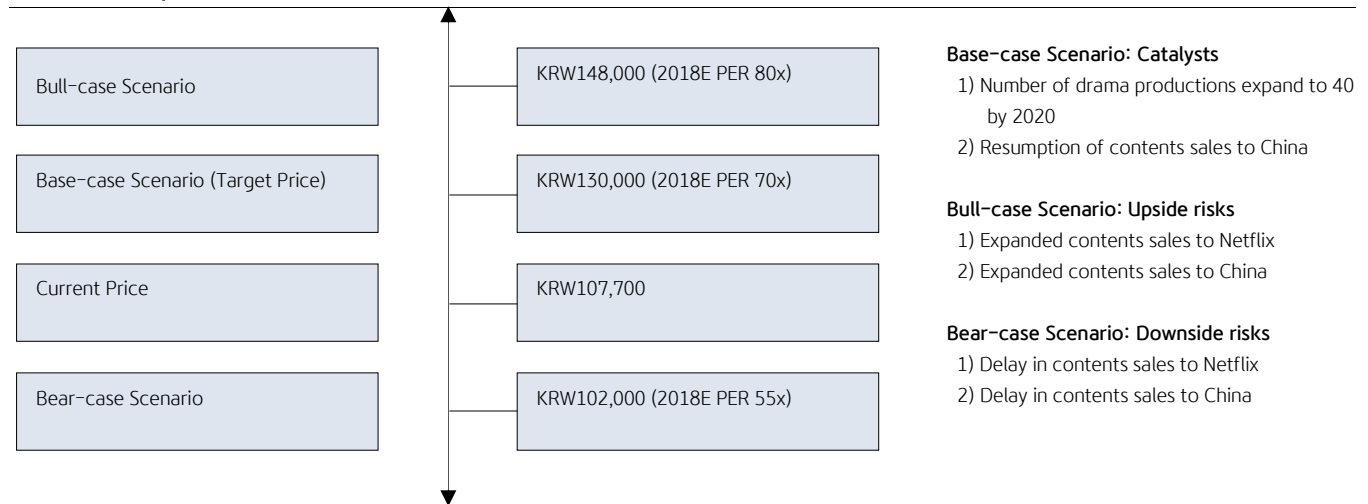 Bull-case Scenario
KRW148,000 (2018E PER 80x)
Base-case Scenario (Target Price)
KRW130,000 (2018E PER 70x)
Current Price
KRW107,700
Bear-case Scenario
KRW102,000 (2018E PER 55x)
Base-case Scenario: Catalysts
1) Number of drama productions expand to 40
by 2020
2) Resumption of contents sales to China
Bull-case Scenario: Upside risks
1) Expanded contents sales to Netflix
2) Expanded contents sales to China
Bear-case Scenario: Downside risks
1) Delay in contents sales to Netflix
2) Delay in contents sales to China